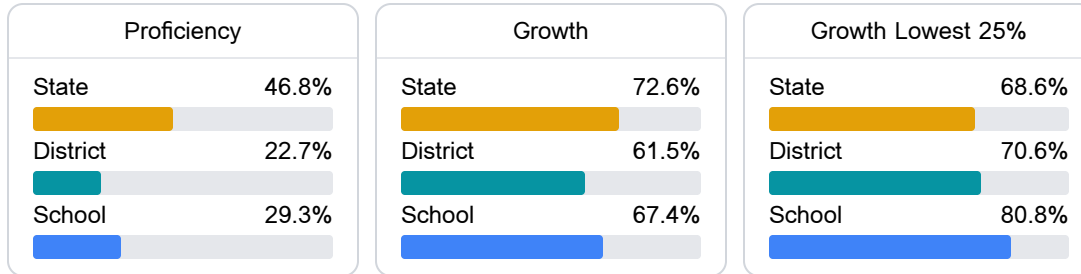 Proficiency
State 46.8%
District 22.7%
School 29.3%
Growth
State 72.6%
District 61.5%
School 67.4%
Growth Lowest 25%
State 68.6%
District 70.6%
School 80.8%